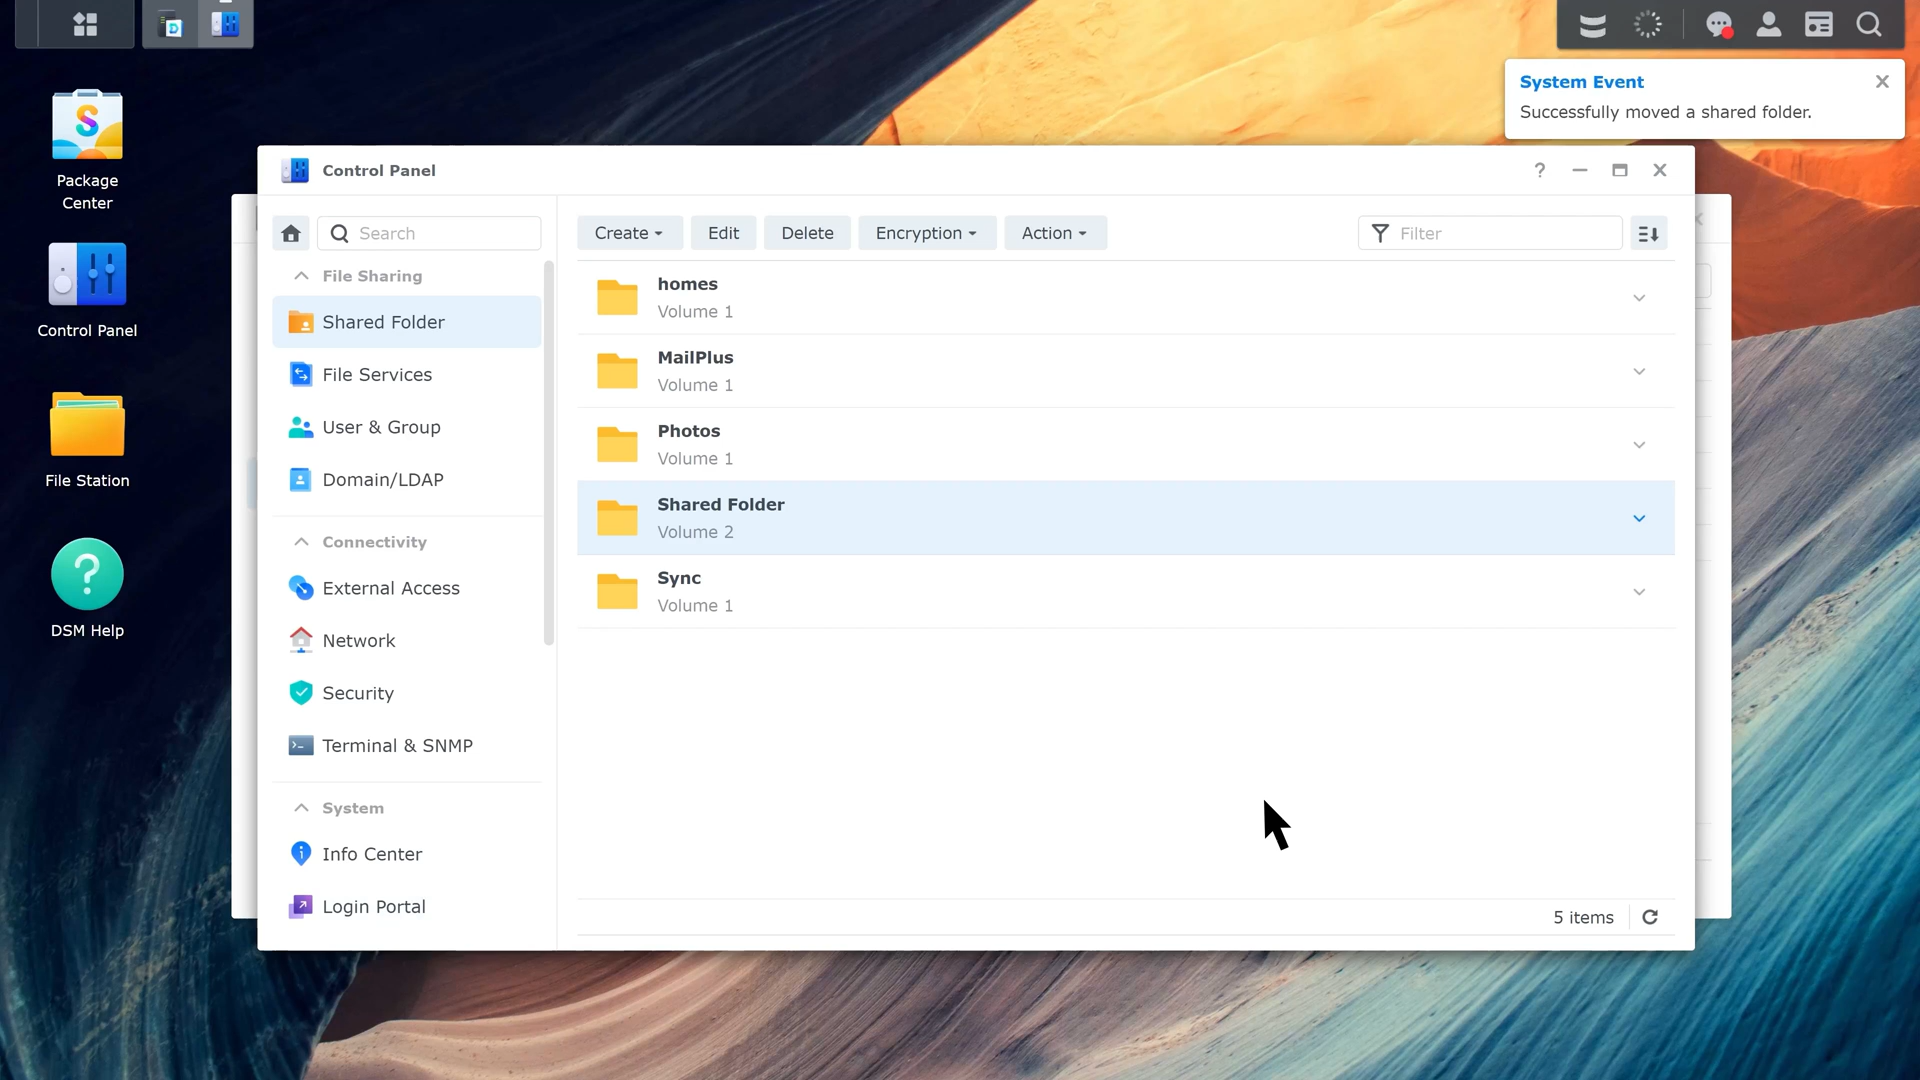 System Event
Successfully moved a shared folder.
Package
Center
Control Panel
File Station
DSM Help
Control Panel
Search
File Sharing
Shared Folder
File Services
User & Group
Domain/LDAP
Connectivity
External Access
Network
Security
Terminal & SNMP
System
Info Center
Login Portal
Create Edit Delete Encryption Action Filter
homes
Volume 1
MailPlus
Volume 1
Photos
Volume 1
Shared Folder
Volume 2
Sync
Volume 1
5 items